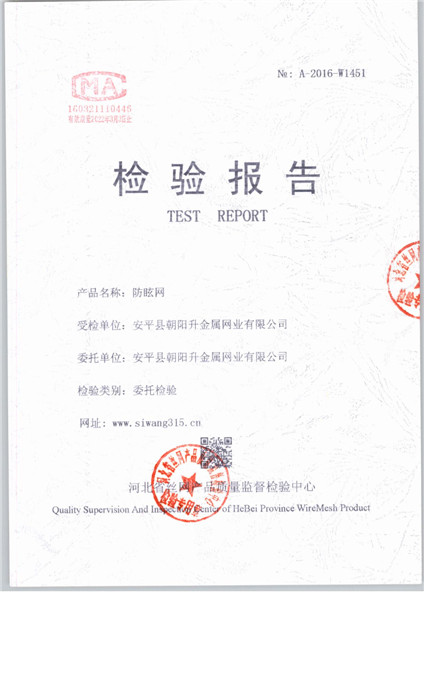 №: A-2016-W1451
MA
160321110445
检验报告
TEST REPORT
产品名称: 防眩网
受检单位: 安平县朝阳升金属网业有限公司
委托单位: 安平县朝阳升金属网业有限公司
检验类别: 委托检验
网址: www.siwang315.cn
河北省丝网产品质量监督检验中心
Quality Supervision And Inspection Center of HeBei Province WireMesh Product